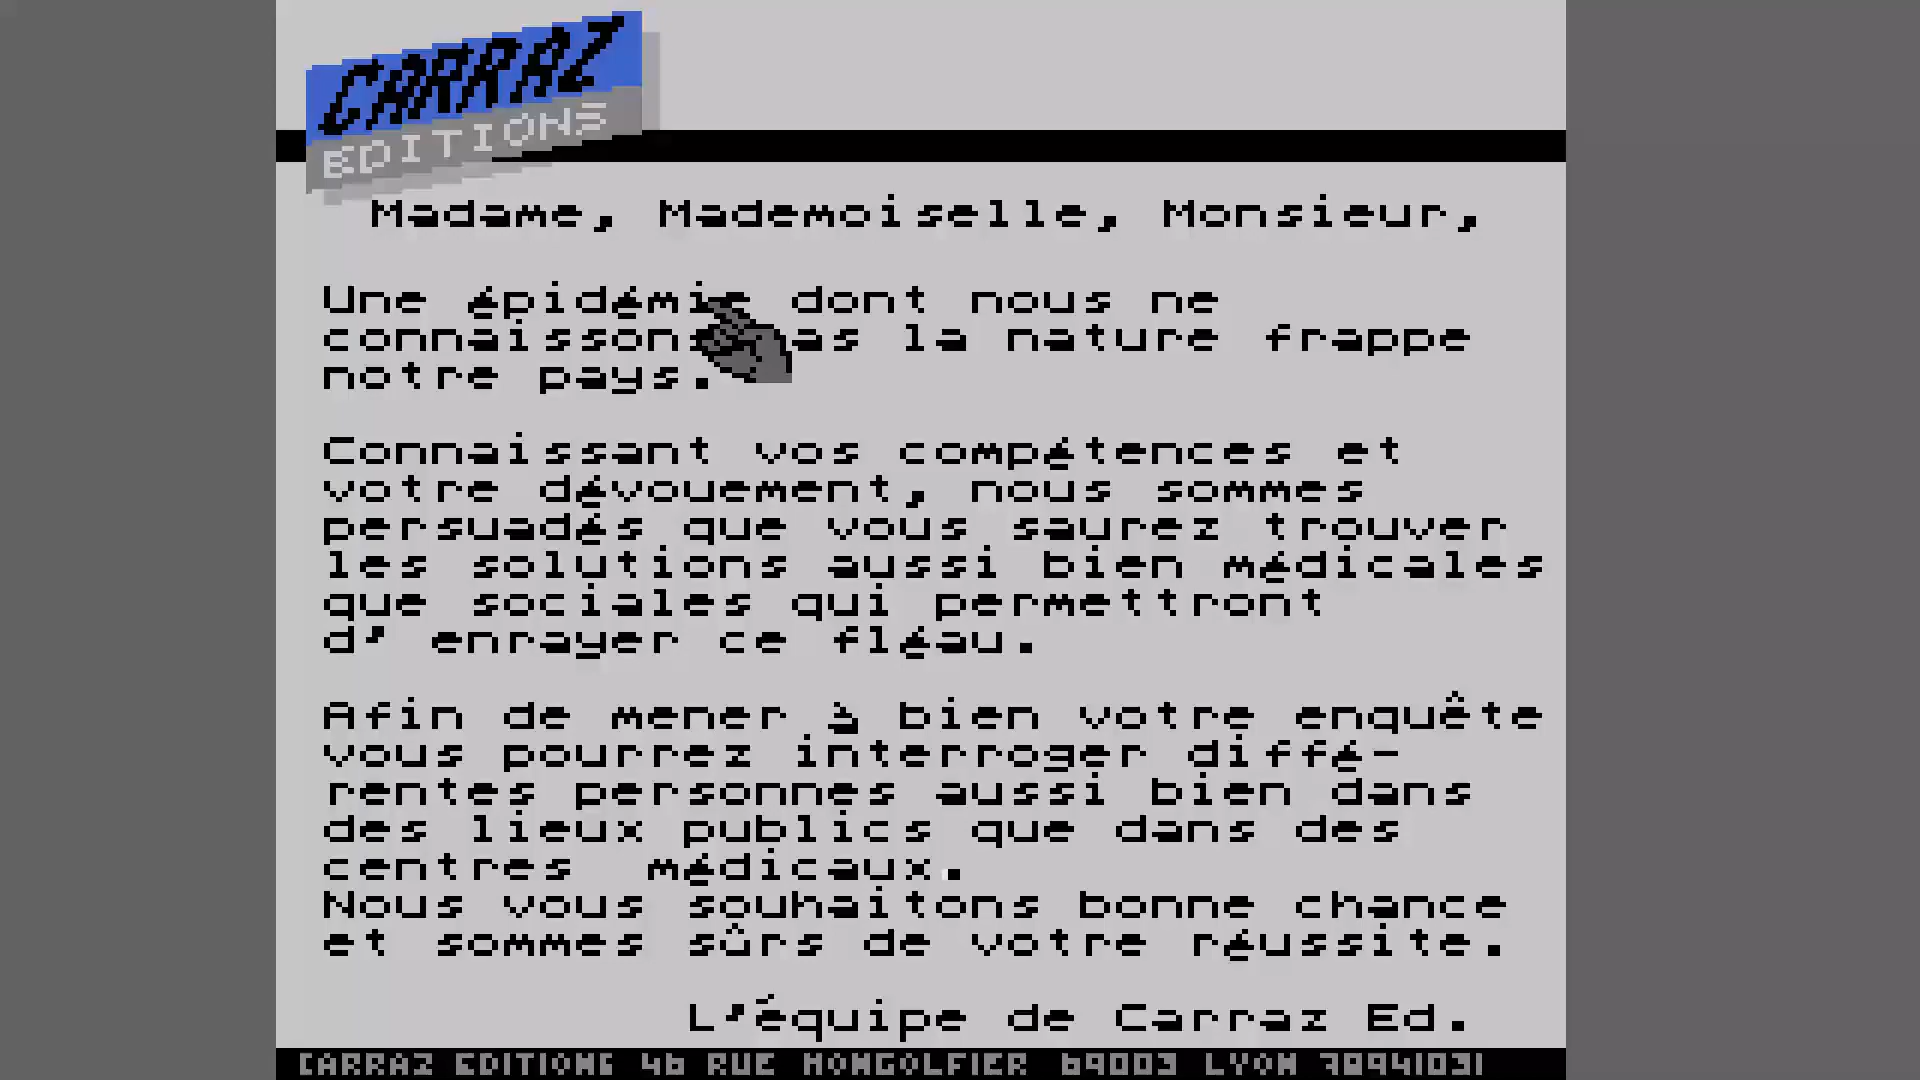 CARRAZ
EDITIONS
Madame, Mademoiselle, Monsieur,
Une épidémie dont nous ne
connaissons pas la nature frappe
notre pays.
Connaissant vos compétences et
votre dévouement, nous sommes
persuadés que vous saurez trouver
les solutions aussi bien médicales
que sociales qui permettront
d' enrayer ce fléau.
Afin de mener à bien votre enquête
vous pourrez interroger diffé-
rentes personnes aussi bien dans
des lieux publics que dans des
centres médicaux.
Nous vous souhaitons bonne chance
et sommes sûrs de votre réussite.
L'équipe de Carraz Ed.
CARRAZ EDITIONS 46 RUE MONGOLFIER 69003 LYON 78941031